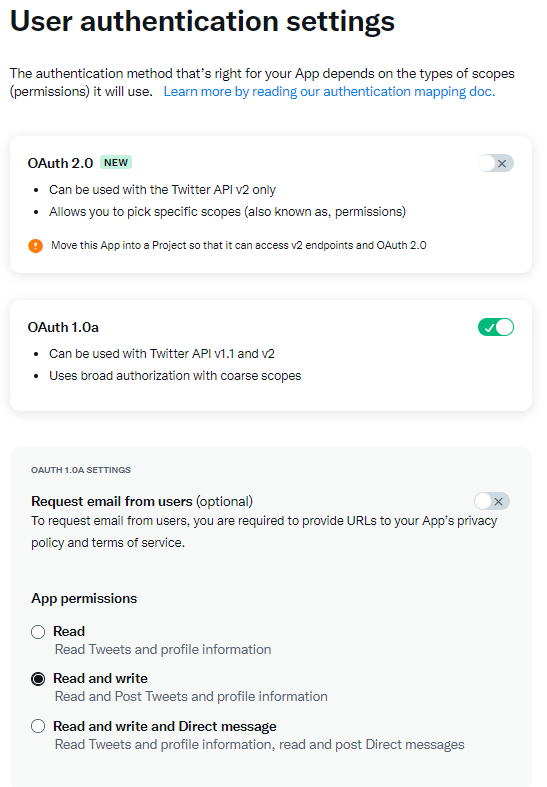 User authentication settings
The authentication method that's right for your App depends on the types of scopes
(permissions) it will use. Learn more by reading our authentication mapping doc.
OAuth 2.0 NEW
• Can be used with the Twitter API v2 only
• Allows you to pick specific scopes (also known as, permissions)
! Move this App into a Project so that it can access v2 endpoints and OAuth 2.0
OAuth 1.0a
• Can be used with Twitter API v1.1 and v2
• Uses broad authorization with coarse scopes
OAUTH 1.0A SETTINGS
Request email from users (optional)
To request email from users, you are required to provide URLs to your App's privacy
policy and terms of service.
App permissions
Read
Read Tweets and profile information
Read and write
Read and Post Tweets and profile information
Read and write and Direct message
Read Tweets and profile information, read and post Direct messages